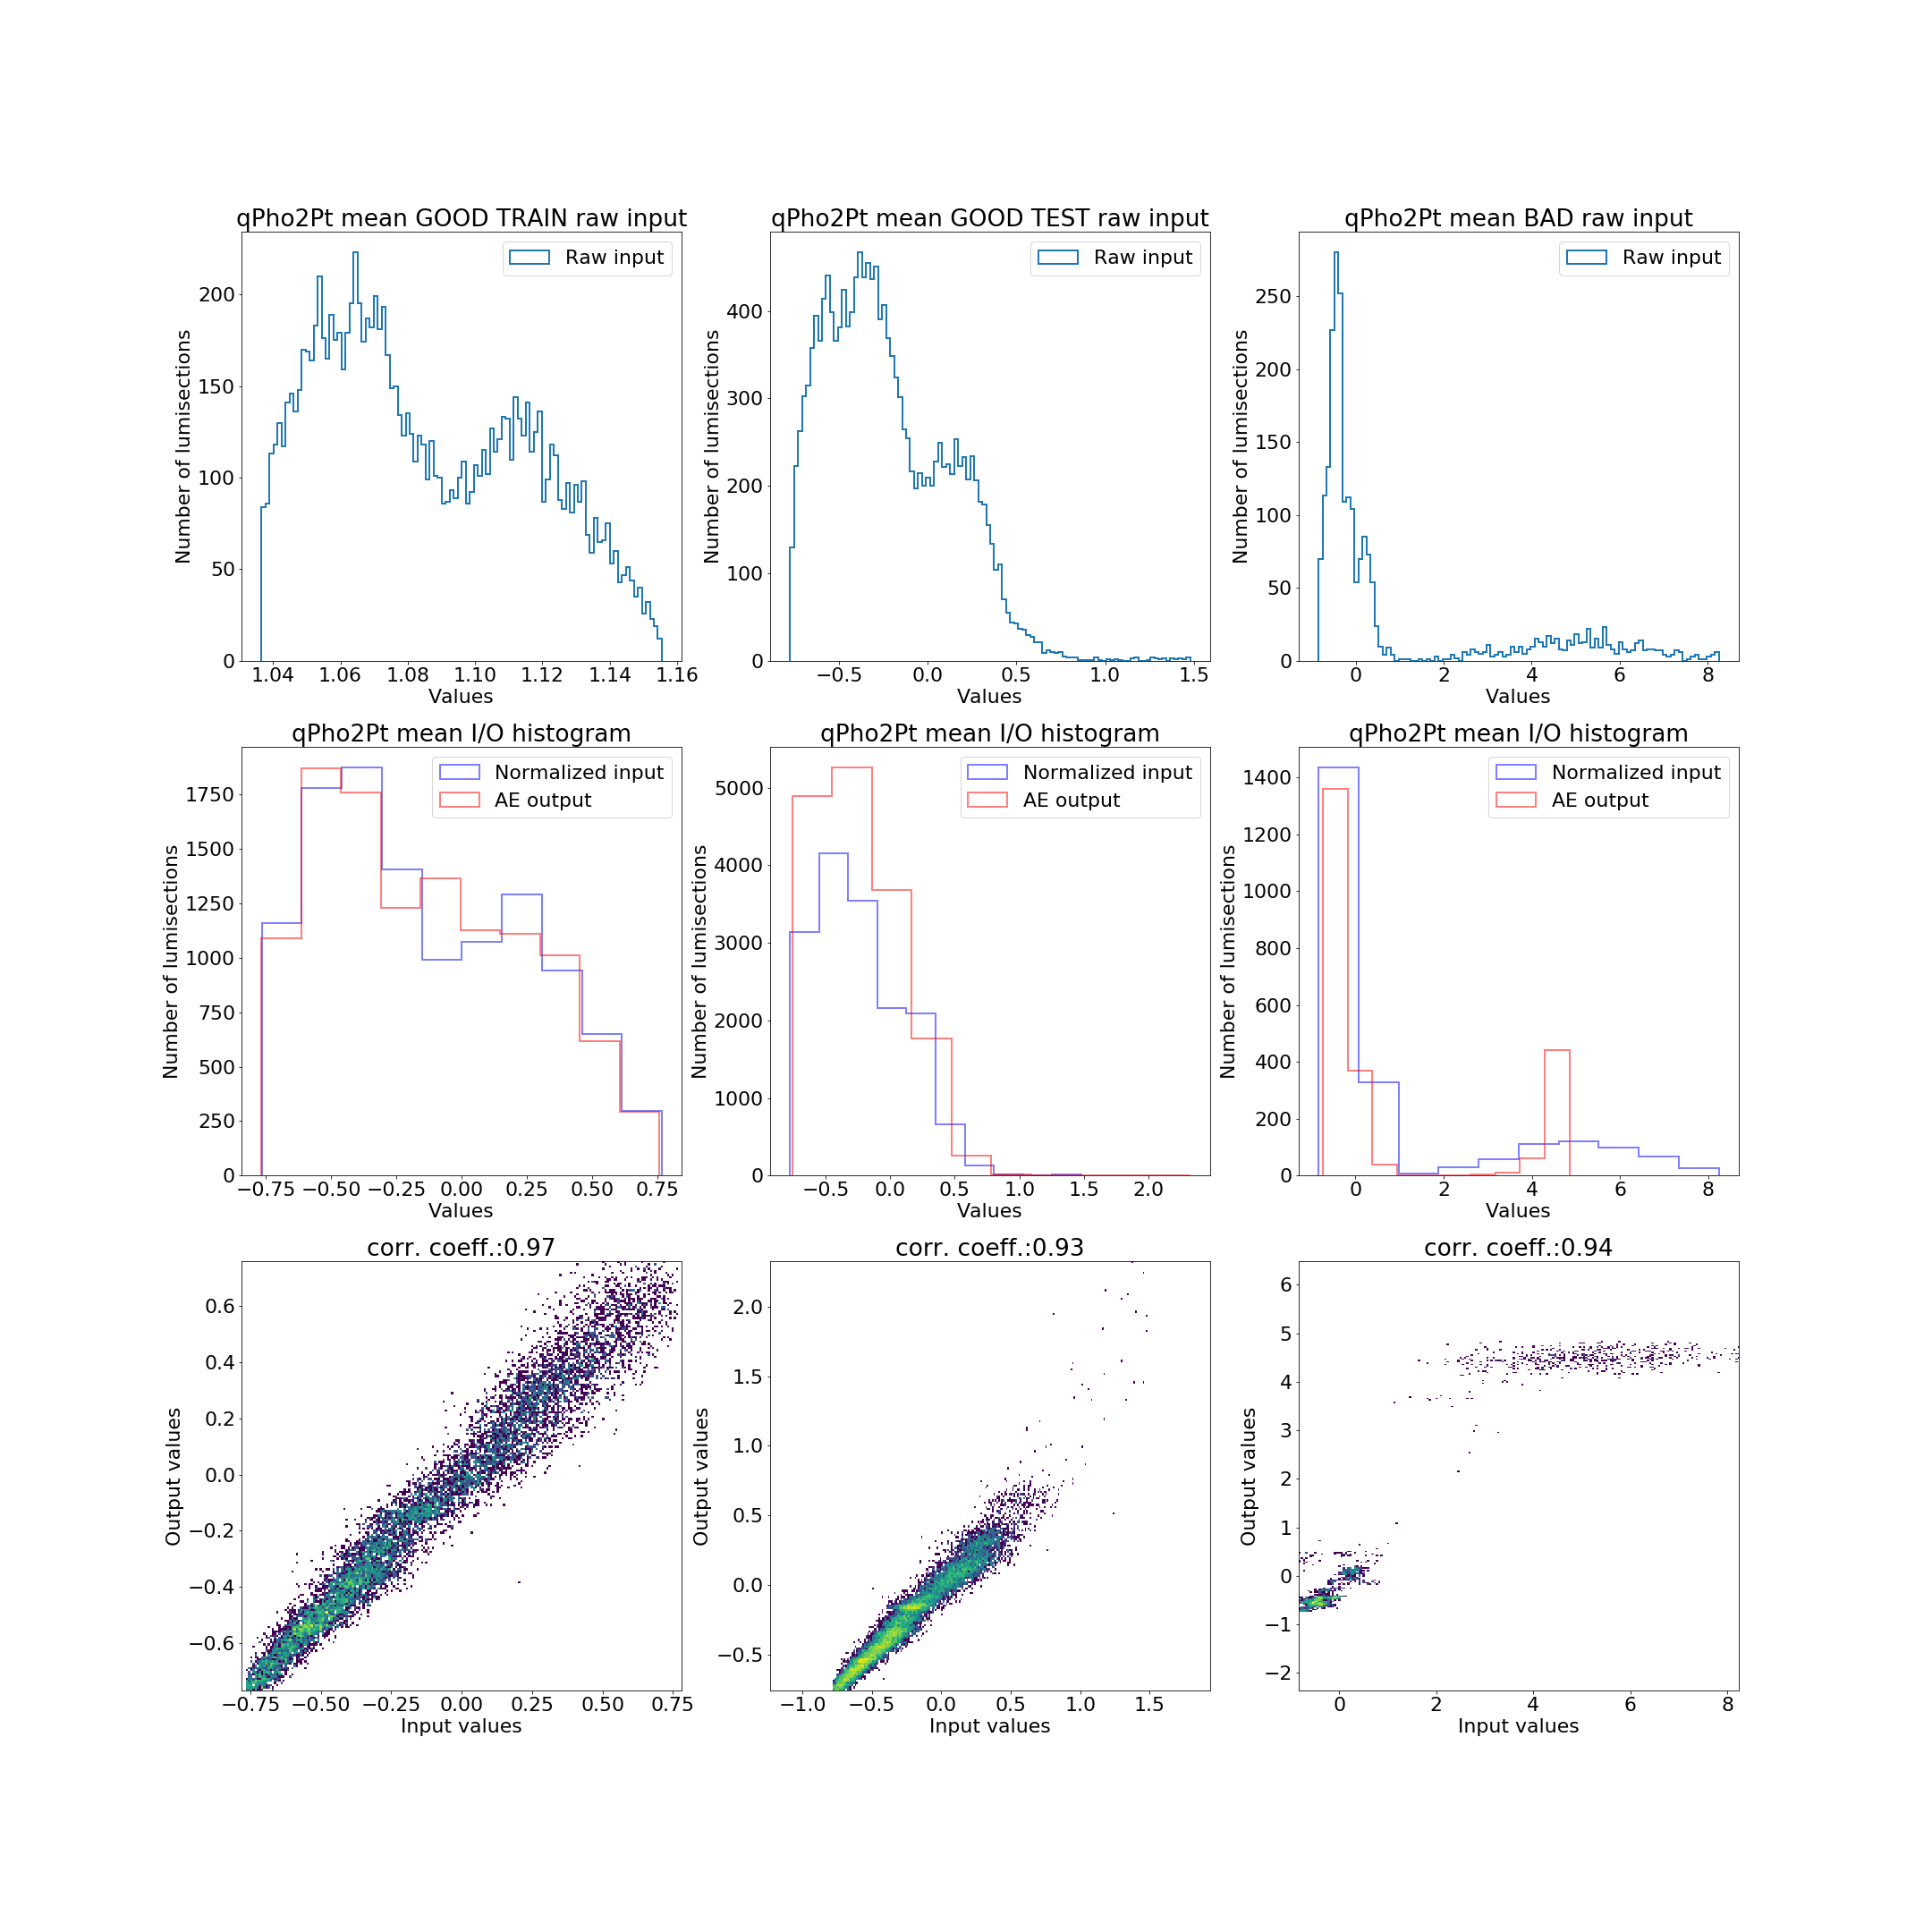 qPho2Pt mean GOOD TRAIN raw input
Raw input
Number of lumisections
200
150
100
50
0
1.04 1.06 1.08 1.10 1.12 1.14 1.16
Values
qPho2Pt mean GOOD TEST raw input
Raw input
Number of lumisections
400
300
200
100
0
−0.5 0.0 0.5 1.0 1.5
Values
qPho2Pt mean BAD raw input
Raw input
Number of lumisections
250
200
150
100
50
0
0 2 4 6 8
Values
qPho2Pt mean I/O histogram
Normalized input
AE output
Number of lumisections
1750
1500
1250
1000
750
500
250
0
−0.75 −0.50 −0.25 0.00 0.25 0.50 0.75
Values
qPho2Pt mean I/O histogram
Normalized input
AE output
Number of lumisections
5000
4000
3000
2000
1000
0
−0.5 0.0 0.5 1.0 1.5 2.0
Values
qPho2Pt mean I/O histogram
Normalized input
AE output
Number of lumisections
1400
1200
1000
800
600
400
200
0
0 2 4 6 8
Values
corr. coeff.:0.97
Output values
0.6
0.4
0.2
0.0
−0.2
−0.4
−0.6
−0.75 −0.50 −0.25 0.00 0.25 0.50 0.75
Input values
corr. coeff.:0.93
Output values
2.0
1.5
1.0
0.5
0.0
−0.5
−1.0 −0.5 0.0 0.5 1.0 1.5
Input values
corr. coeff.:0.94
Output values
6
5
4
3
2
1
0
−1
−2
0 2 4 6 8
Input values